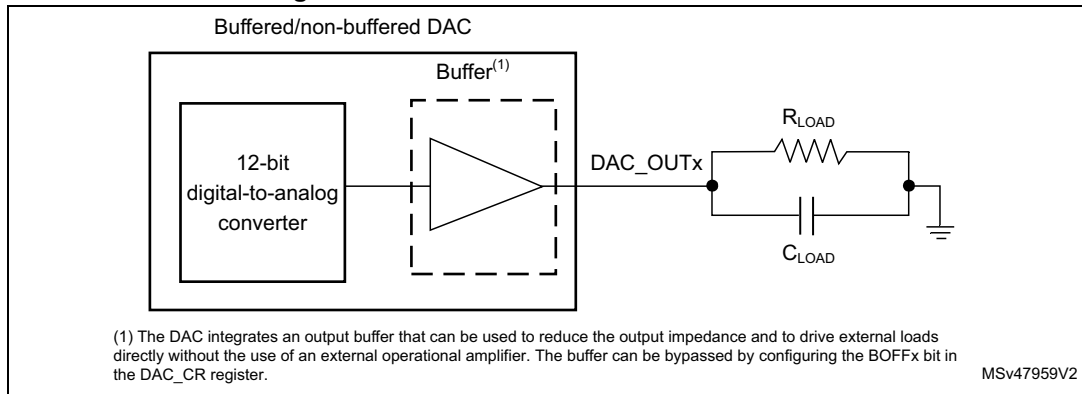 Buffered/non-buffered DAC
Buffer(1)
12-bit
digital-to-analog
converter
DAC_OUTx
RLOAD
CLOAD
(1) The DAC integrates an output buffer that can be used to reduce the output impedance and to drive external loads
directly without the use of an external operational amplifier. The buffer can be bypassed by configuring the BOFFx bit in
the DAC_CR register.
MSv47959V2